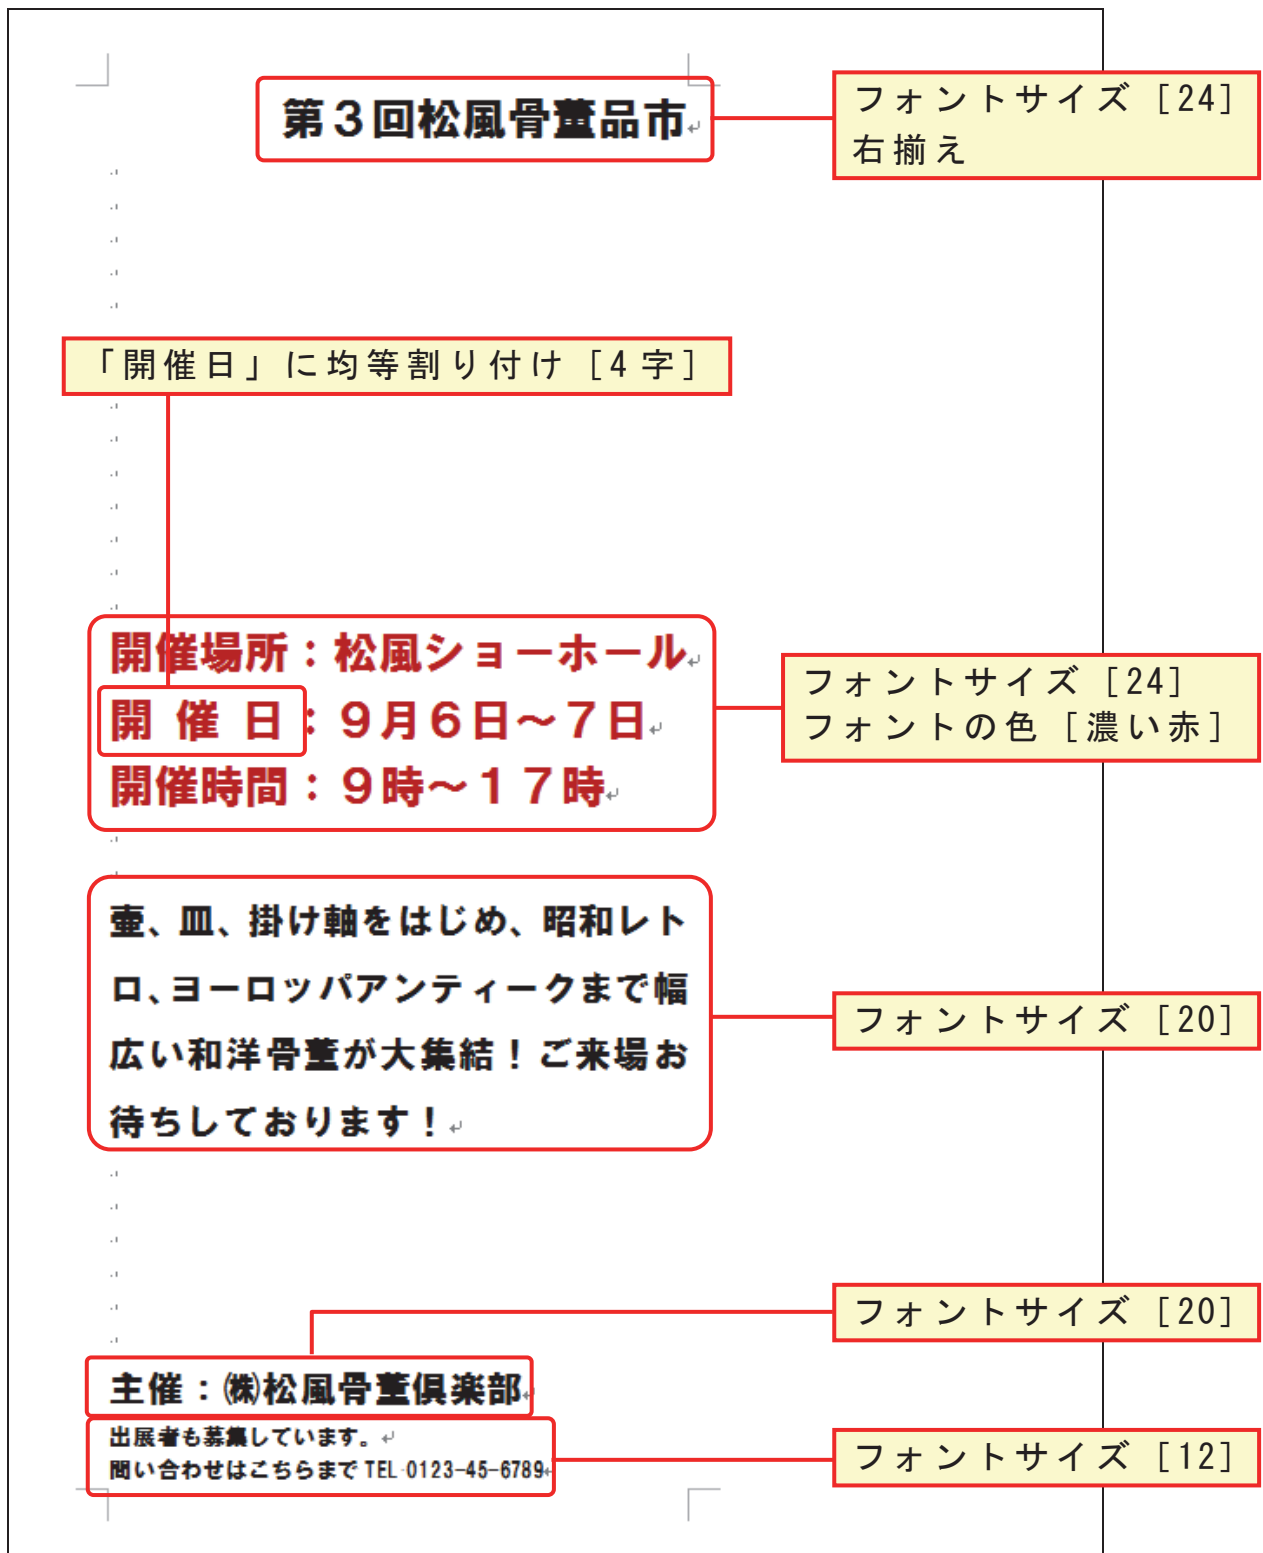 第３回松風骨董品市
フォントサイズ［24］
右揃え
「開催日」に均等割り付け［4 字］
開催場所：松風ショーホール
開 催 日：９月６日～７日
開催時間：９時～１７時
フォントサイズ［24］
フォントの色［濃い赤］
壷、皿、掛け軸をはじめ、昭和レト
ロ、ヨーロッパアンティークまで幅
広い和洋骨董が大集結！ご来場お
待ちしております！
フォントサイズ［20］
フォントサイズ［20］
主催：㈱松風骨董倶楽部
出展者も募集しています。
問い合わせはこちらまで TEL 0123-45-6789
フォントサイズ［12］